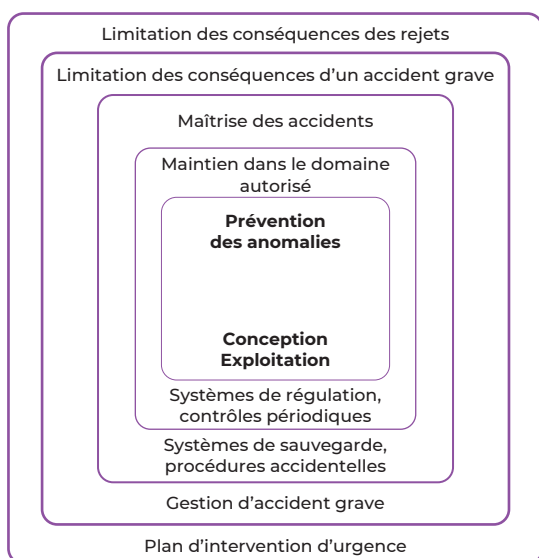 Limitation des conséquences des rejets
Limitation des conséquences d’un accident grave
Maîtrise des accidents
Maintien dans le domaine
autorisé
Prévention
des anomalies
Conception
Exploitation
Systèmes de régulation,
contrôles périodiques
Systèmes de sauvegarde,
procédures accidentelles
Gestion d’accident grave
Plan d’intervention d’urgence